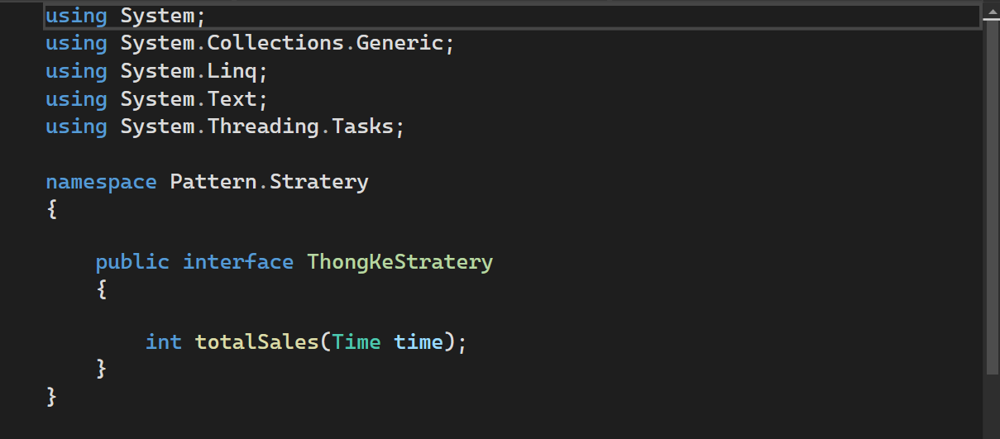 using System;
using System.Collections.Generic;
using System.Linq;
using System.Text;
using System.Threading.Tasks;
namespace Pattern.Stratery
{
public interface ThongKeStratery
{
int totalSales(Time time);
}
}